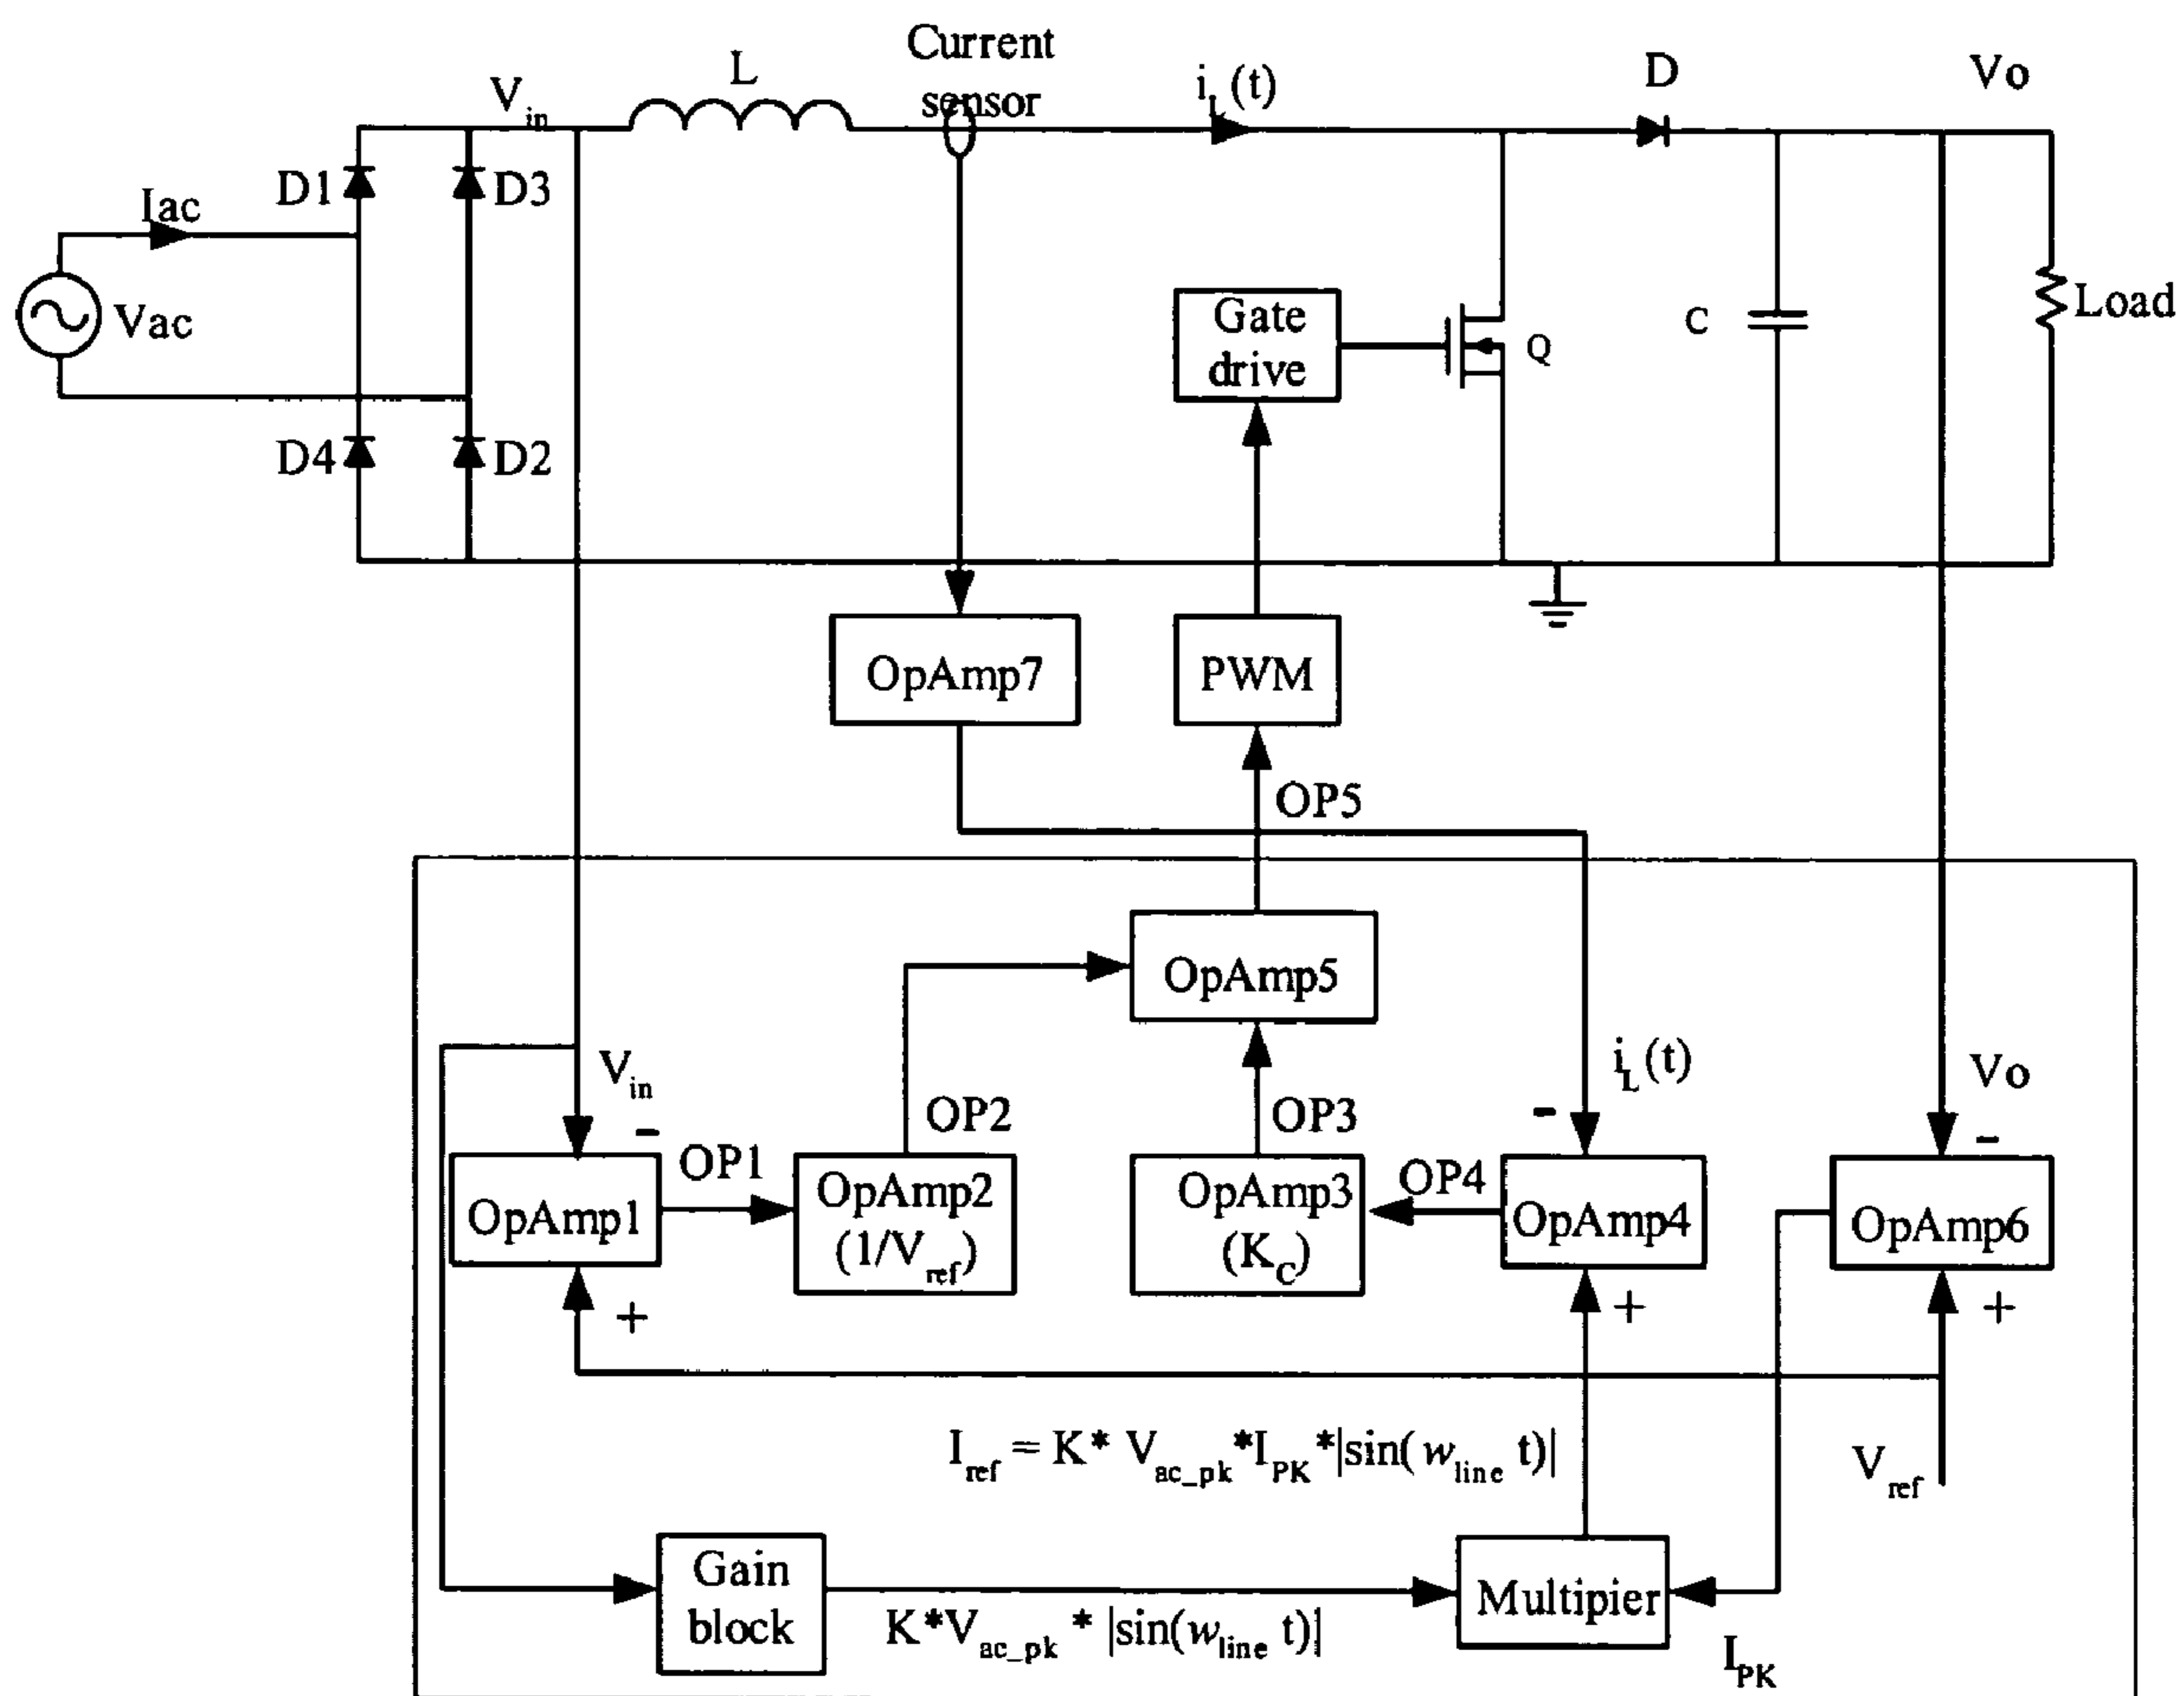 Current
sensor
L
V_in
i_L(t)
D
Vo
D1
D3
Iac
Vac
Gate
drive
Q
C
Load
D4
D2
OpAmp7
PWM
OP5
OpAmp5
V_in
-
OP2
OP3
i_L(t)
-
Vo
-
OpAmp1
OP1
OpAmp2
(1/V_ref)
OpAmp3
(K_C)
OP4
OpAmp4
OpAmp6
+
+
+
I_ref = K* V_ac_pk *I_PK *|sin(w_line t)|
V_ref
Gain
block
K*V_ac_pk * |sin(w_line t)|
Multipier
I_PK